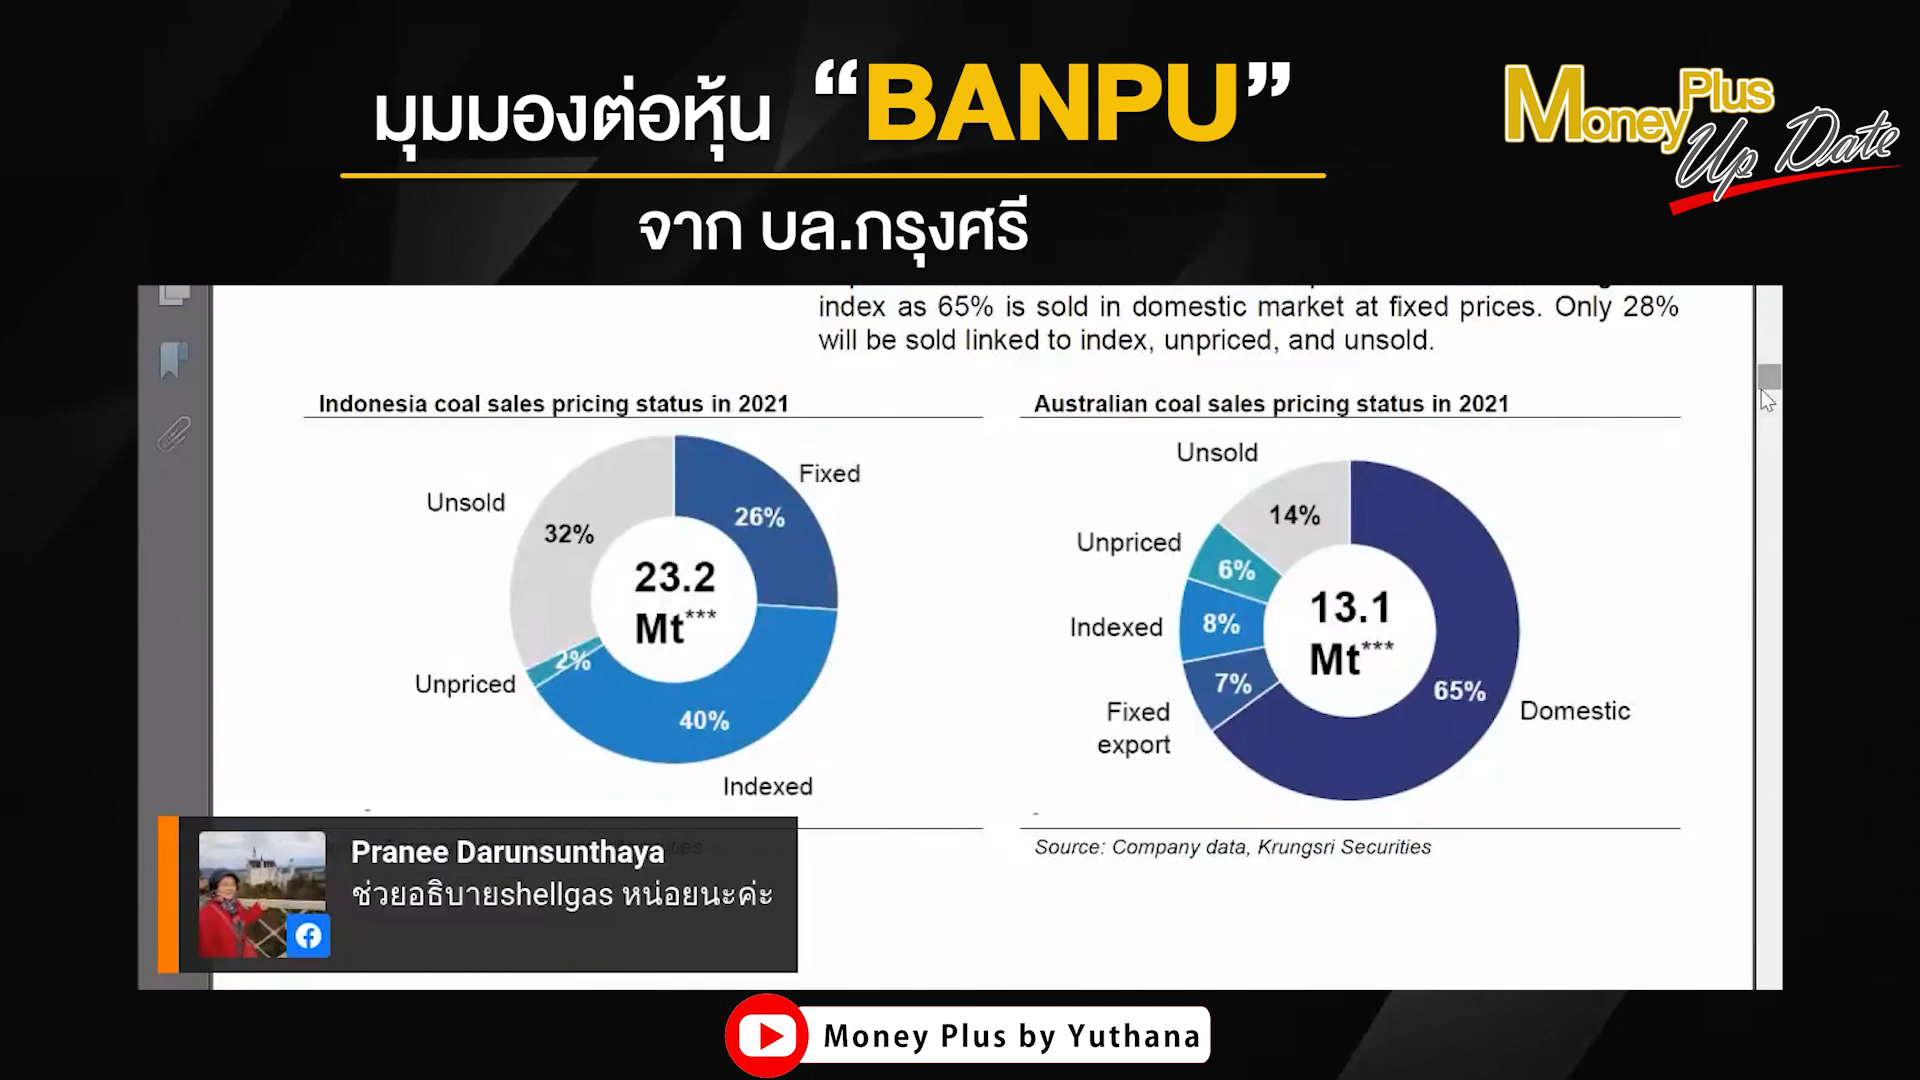 มุมมองต่อหุ้น “BANPU”
จาก บล.กรุงศรี
Money Plus
Up Date
index as 65% is sold in domestic market at fixed prices. Only 28%
will be sold linked to index, unpriced, and unsold.
Indonesia coal sales pricing status in 2021
Fixed
26%
Unsold
32%
23.2
Mt***
2%
Unpriced
40%
Indexed
Australian coal sales pricing status in 2021
Unsold
14%
Unpriced
6%
Indexed
8%
13.1
Mt***
7%
Fixed
export
65%
Domestic
Source: Company data, Krungsri Securities
Pranee Darunsunthaya
ช่วยอธิบายshellgas หน่อยนะค่ะ
Money Plus by Yuthana